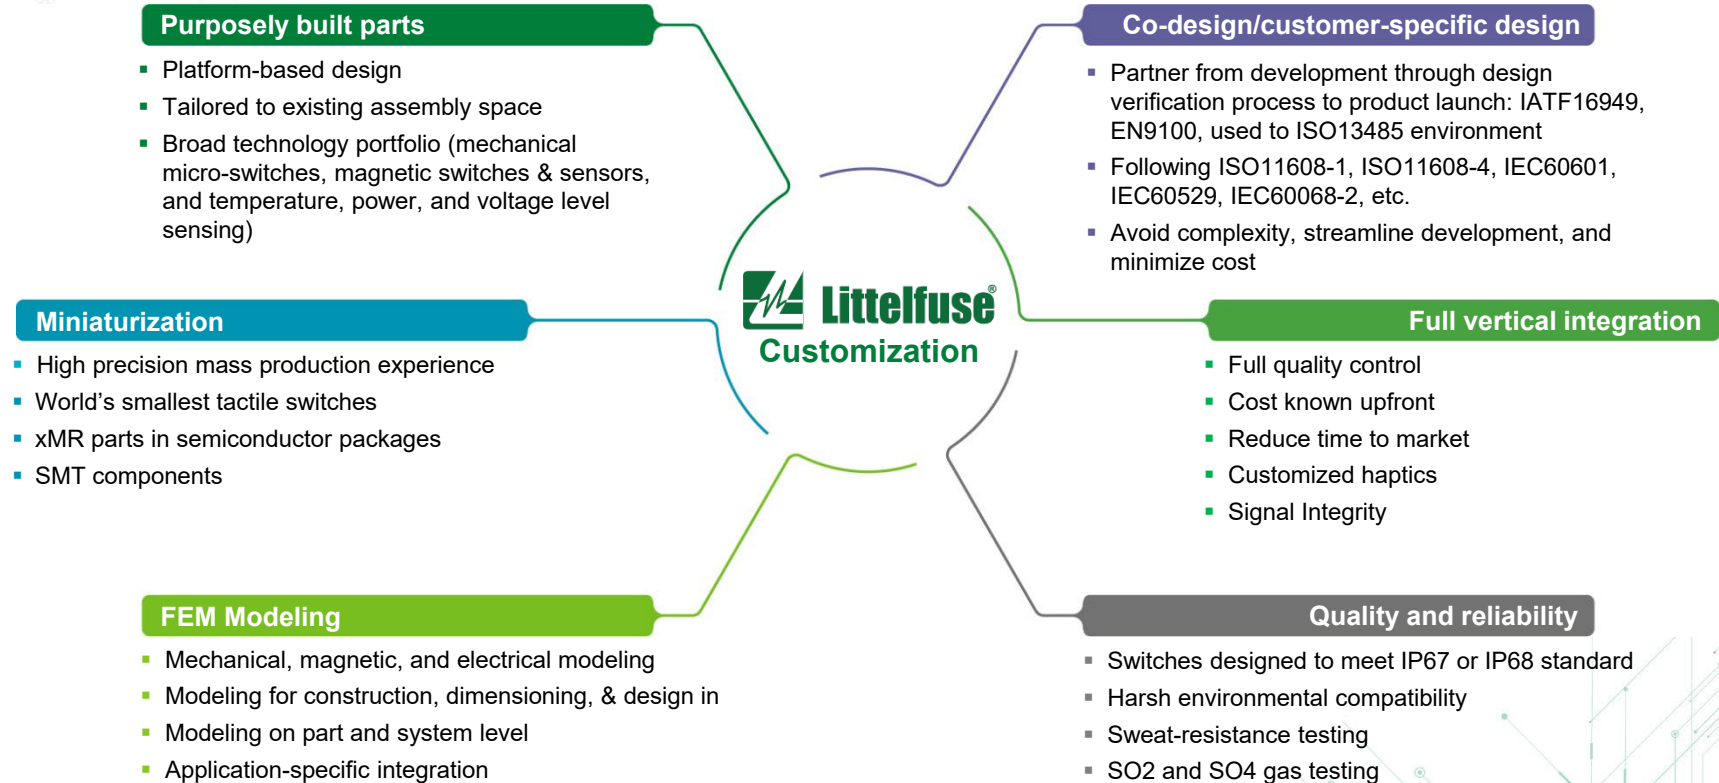 Purposely built parts
▪ Platform-based design
▪ Tailored to existing assembly space
▪ Broad technology portfolio (mechanical
micro-switches, magnetic switches & sensors,
and temperature, power, and voltage level
sensing)
Co-design/customer-specific design
▪ Partner from development through design
verification process to product launch: IATF16949,
EN9100, used to ISO13485 environment
▪ Following ISO11608-1, ISO11608-4, IEC60601,
IEC60529, IEC60068-2, etc.
▪ Avoid complexity, streamline development, and
minimize cost
Littelfuse®
Customization
Miniaturization
▪ High precision mass production experience
▪ World’s smallest tactile switches
▪ xMR parts in semiconductor packages
▪ SMT components
Full vertical integration
▪ Full quality control
▪ Cost known upfront
▪ Reduce time to market
▪ Customized haptics
▪ Signal Integrity
FEM Modeling
▪ Mechanical, magnetic, and electrical modeling
▪ Modeling for construction, dimensioning, & design in
▪ Modeling on part and system level
▪ Application-specific integration
Quality and reliability
▪ Switches designed to meet IP67 or IP68 standard
▪ Harsh environmental compatibility
▪ Sweat-resistance testing
▪ SO2 and SO4 gas testing